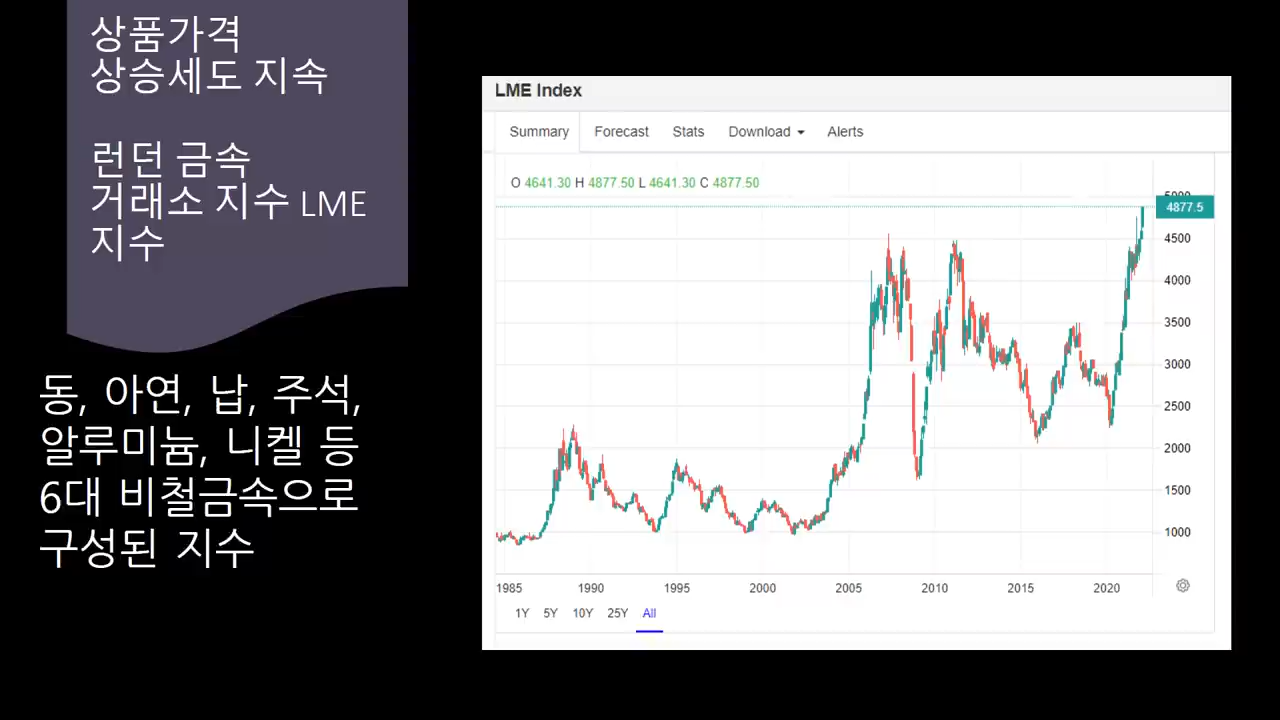 상품가격
상승세도 지속
런던 금속
거래소 지수 LME
지수
동, 아연, 납, 주석,
알루미늄, 니켈 등
6대 비철금속으로
구성된 지수
LME Index
Summary Forecast Stats Download Alerts
O 4641.30 H 4877.50 L 4641.30 C 4877.50
5000
4877.5
4500
4000
3500
3000
2500
2000
1500
1000
1985 1990 1995 2000 2005 2010 2015 2020
1Y 5Y 10Y 25Y All